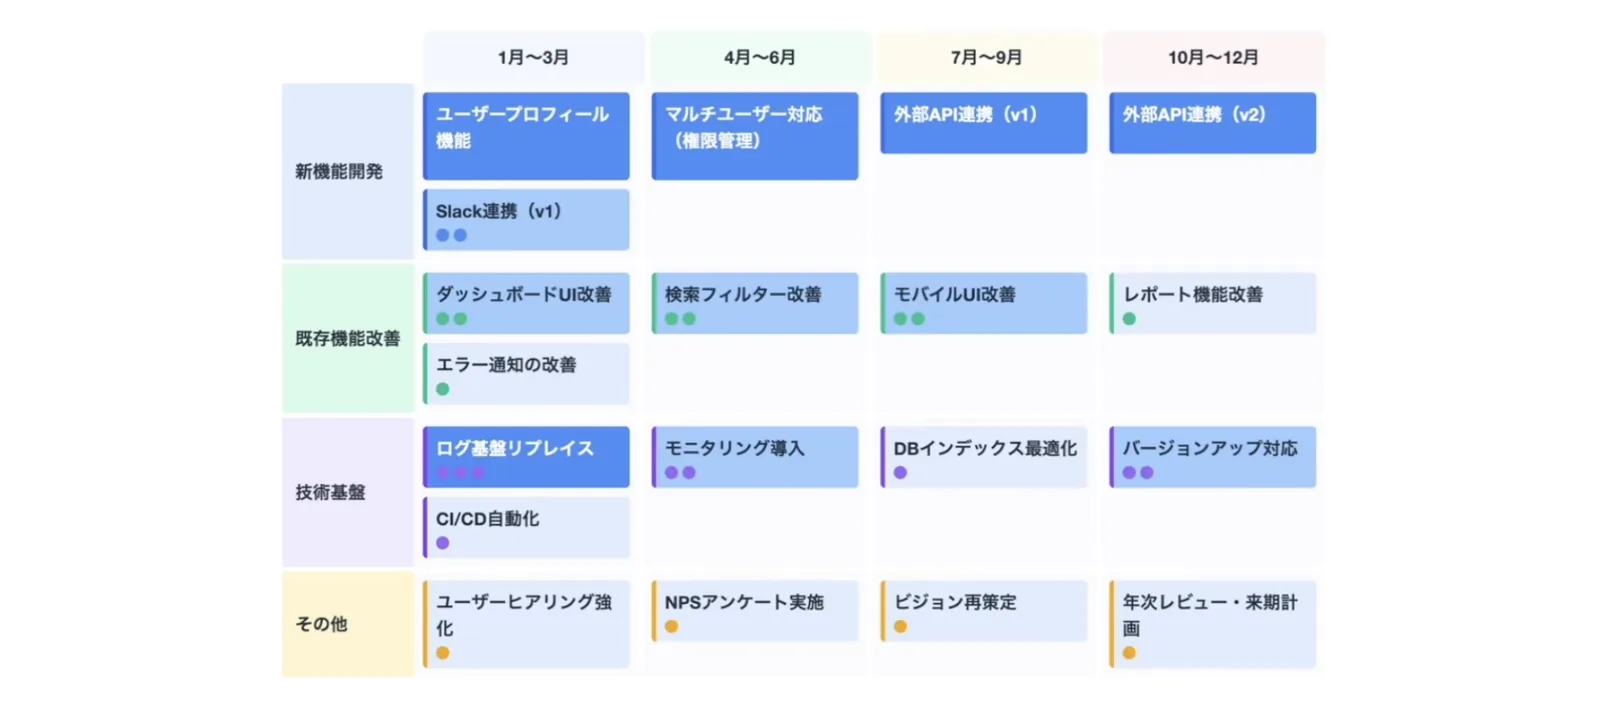 1月〜3月
4月〜6月
7月〜9月
10月〜12月
新機能開発
ユーザープロフィール
機能
マルチユーザー対応
（権限管理）
外部API連携（v1）
外部API連携（v2）
Slack連携（v1）
既存機能改善
ダッシュボードUI改善
検索フィルター改善
モバイルUI改善
レポート機能改善
エラー通知の改善
技術基盤
ログ基盤リプレイス
モニタリング導入
DBインデックス最適化
バージョンアップ対応
CI/CD自動化
その他
ユーザーヒアリング強
化
NPSアンケート実施
ビジョン再策定
年次レビュー・来期計
画